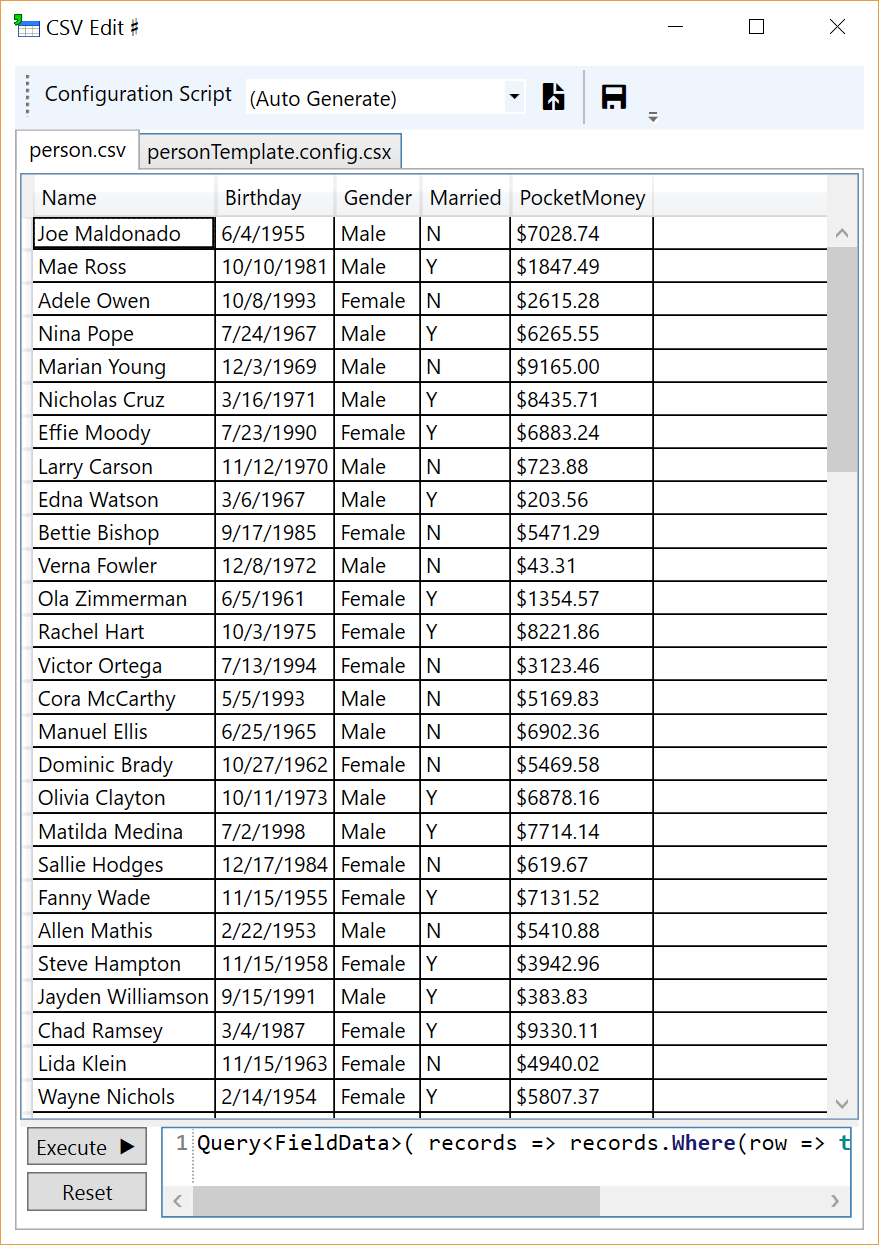 CSV Edit ♯
Configuration Script (Auto Generate)
person.csv personTemplate.config.csx
Name Birthday Gender Married PocketMoney
Joe Maldonado 6/4/1955 Male N $7028.74
Mae Ross 10/10/1981 Male Y $1847.49
Adele Owen 10/8/1993 Female N $2615.28
Nina Pope 7/24/1967 Male Y $6265.55
Marian Young 12/3/1969 Male N $9165.00
Nicholas Cruz 3/16/1971 Male Y $8435.71
Effie Moody 7/23/1990 Female Y $6883.24
Larry Carson 11/12/1970 Male N $723.88
Edna Watson 3/6/1967 Male Y $203.56
Bettie Bishop 9/17/1985 Female N $5471.29
Verna Fowler 12/8/1972 Male N $43.31
Ola Zimmerman 6/5/1961 Female Y $1354.57
Rachel Hart 10/3/1975 Female Y $8221.86
Victor Ortega 7/13/1994 Female N $3123.46
Cora McCarthy 5/5/1993 Male N $5169.83
Manuel Ellis 6/25/1965 Male N $6902.36
Dominic Brady 10/27/1962 Female N $5469.58
Olivia Clayton 10/11/1973 Male Y $6878.16
Matilda Medina 7/2/1998 Male Y $7714.14
Sallie Hodges 12/17/1984 Female N $619.67
Fanny Wade 11/15/1955 Female Y $7131.52
Allen Mathis 2/22/1953 Male N $5410.88
Steve Hampton 11/15/1958 Female Y $3942.96
Jayden Williamson 9/15/1991 Male Y $383.83
Chad Ramsey 3/4/1987 Female Y $9330.11
Lida Klein 11/15/1963 Female N $4940.02
Wayne Nichols 2/14/1954 Female Y $5807.37
Execute 1 Query<FieldData>( records => records.Where(row => t
Reset